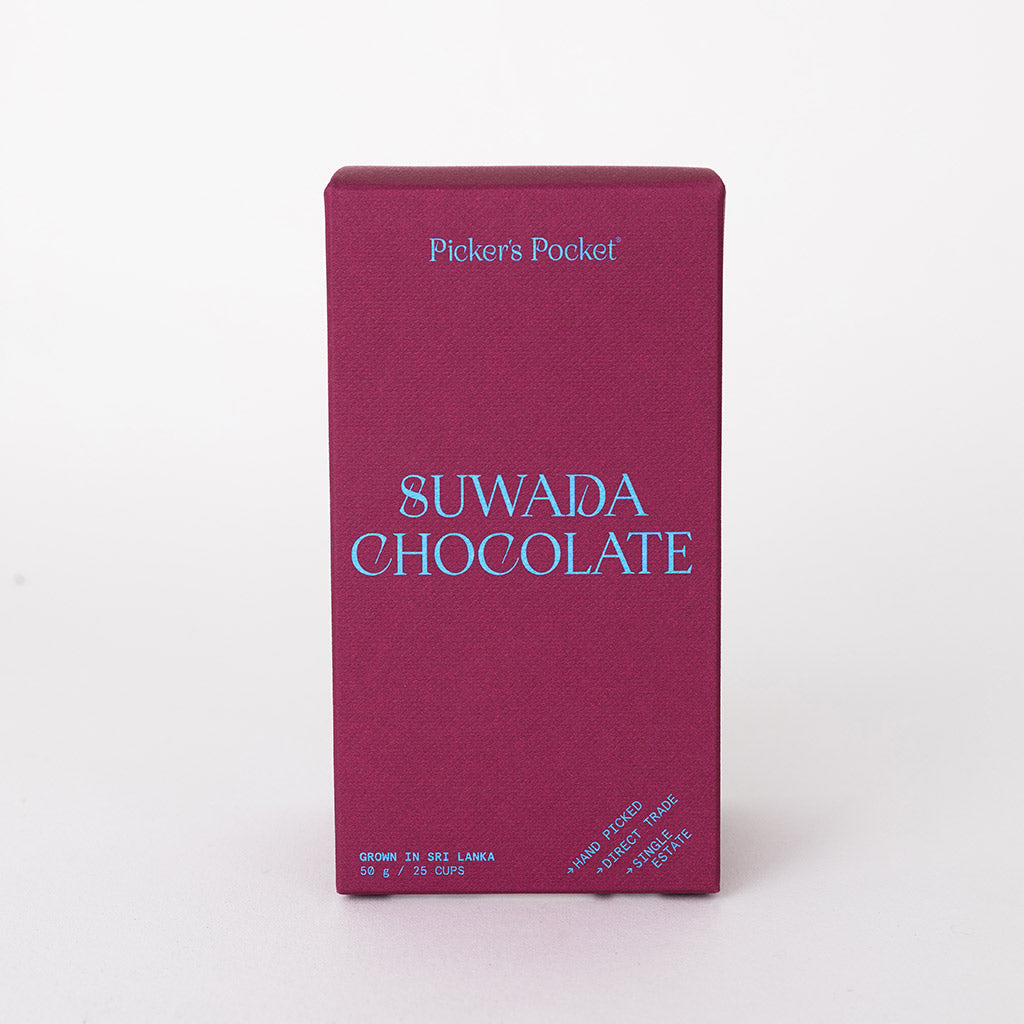 Picker's Pocket®
SUWADA
CHOCOLATE
GROWN IN SRI LANKA
50 g / 25 CUPS
→HAND PICKED
→DIRECT TRADE
→SINGLE
ESTATE